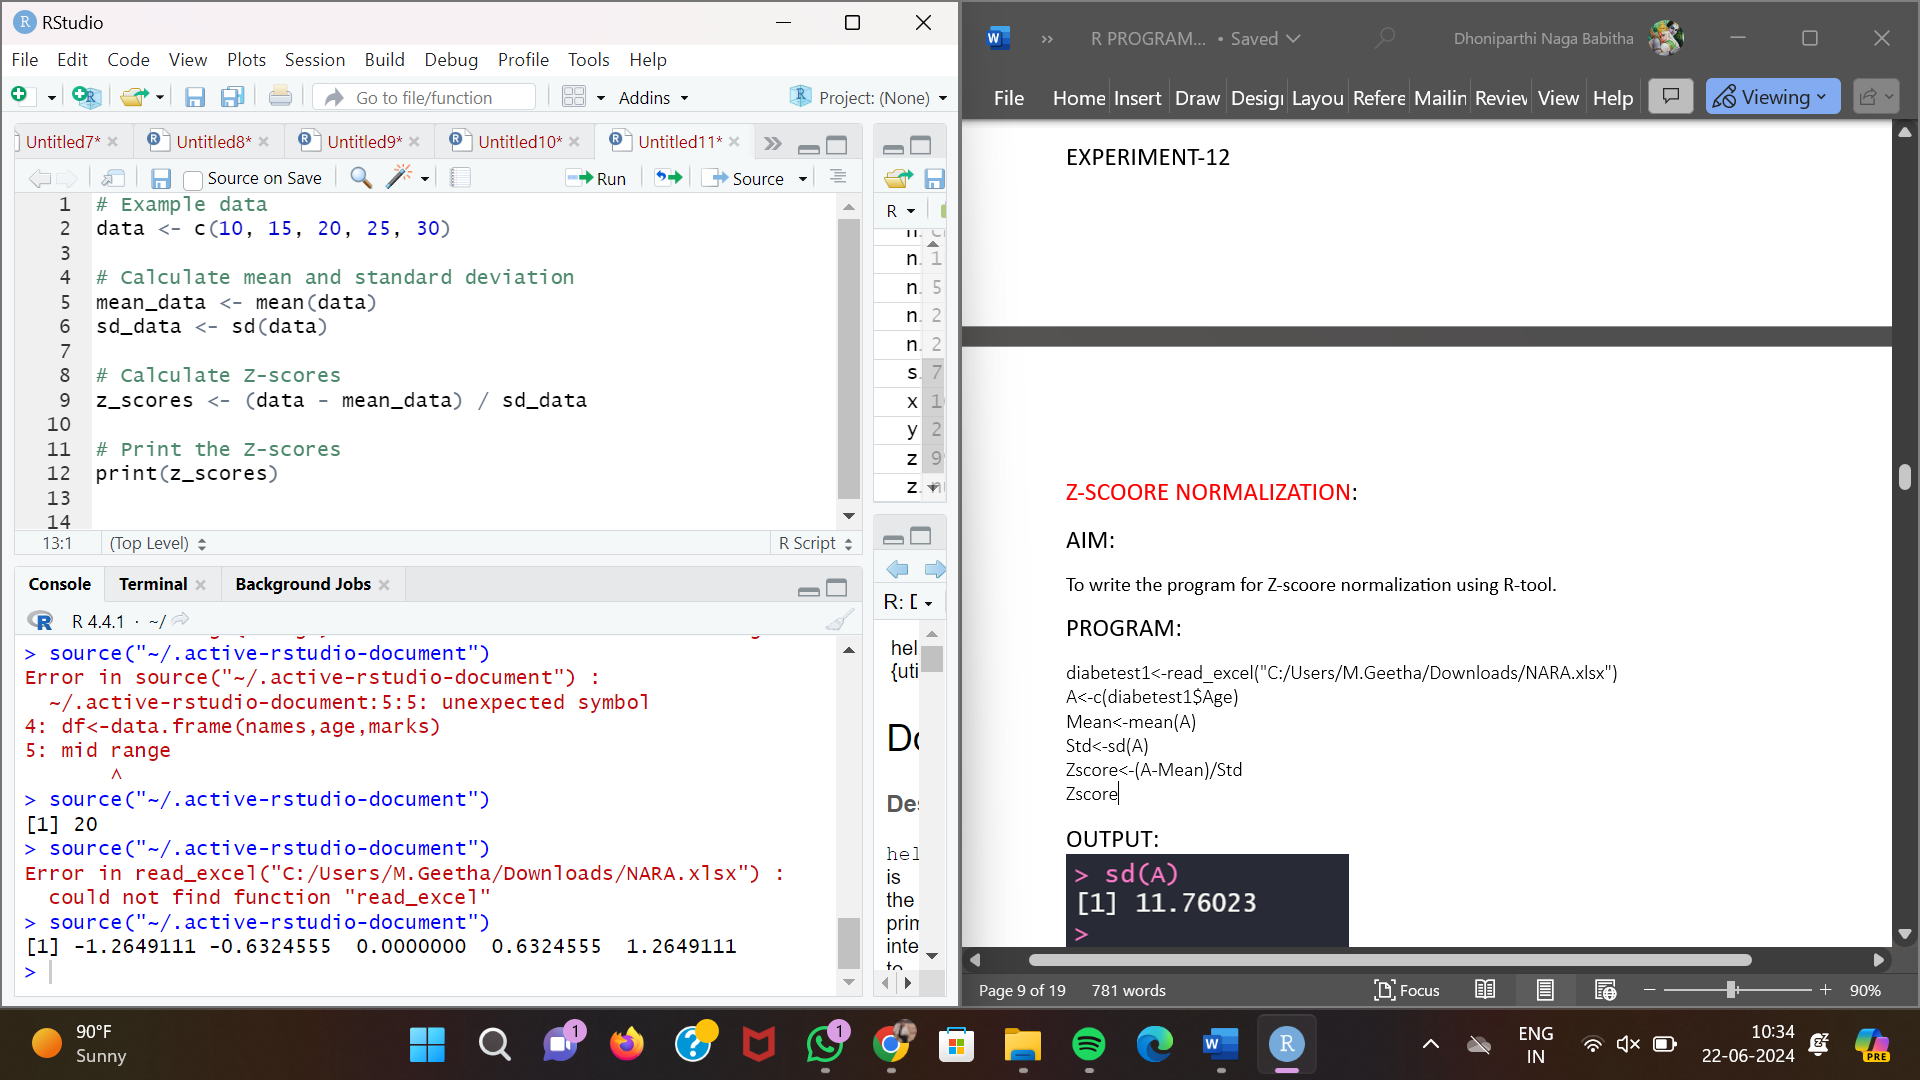 RStudio
File Edit Code View Plots Session Build Debug Profile Tools Help
Go to file/function
Addins
Project: (None)
Untitled7* Untitled8* Untitled9* Untitled10* Untitled11*
Source on Save
Run
Source
1 # Example data
2 data <- c(10, 15, 20, 25, 30)
3
4 # Calculate mean and standard deviation
5 mean_data <- mean(data)
6 sd_data <- sd(data)
7
8 # Calculate Z-scores
9 z_scores <- (data - mean_data) / sd_data
10
11 # Print the Z-scores
12 print(z_scores)
13
14
13:1 (Top Level) R Script
Console Terminal Background Jobs
R 4.4.1 · ~/
> source("~/.active-rstudio-document")
Error in source("~/.active-rstudio-document") :
~/.active-rstudio-document:5:5: unexpected symbol
4: df<-data.frame(names,age,marks)
5: mid range
^
> source("~/.active-rstudio-document")
[1] 20
> source("~/.active-rstudio-document")
Error in read_excel("C:/Users/M.Geetha/Downloads/NARA.xlsx") :
could not find function "read_excel"
> source("~/.active-rstudio-document")
[1] -1.2649111 -0.6324555 0.0000000 0.6324555 1.2649111
>
R
n. 1
n. 5
n. 2
n. 2
s. 7
x 1
y 2
z 9
z.
R: D
hel
{uti
Do
Des
hel
is
the
prim
inte
to
R PROGRAM... • Saved
Dhoniparthi Naga Babitha
File Home Insert Draw Desig Layou Refere Mailin Review View Help
Viewing
EXPERIMENT-12
Z-SCOORE NORMALIZATION:
AIM:
To write the program for Z-scoore normalization using R-tool.
PROGRAM:
diabetest1<-read_excel("C:/Users/M.Geetha/Downloads/NARA.xlsx")
A<-c(diabetest1$Age)
Mean<-mean(A)
Std<-sd(A)
Zscore<-(A-Mean)/Std
Zscore
OUTPUT:
> sd(A)
[1] 11.76023
>
Page 9 of 19 781 words Focus 90%
90°F
Sunny
1
1
PRE
ENG
IN
10:34
22-06-2024